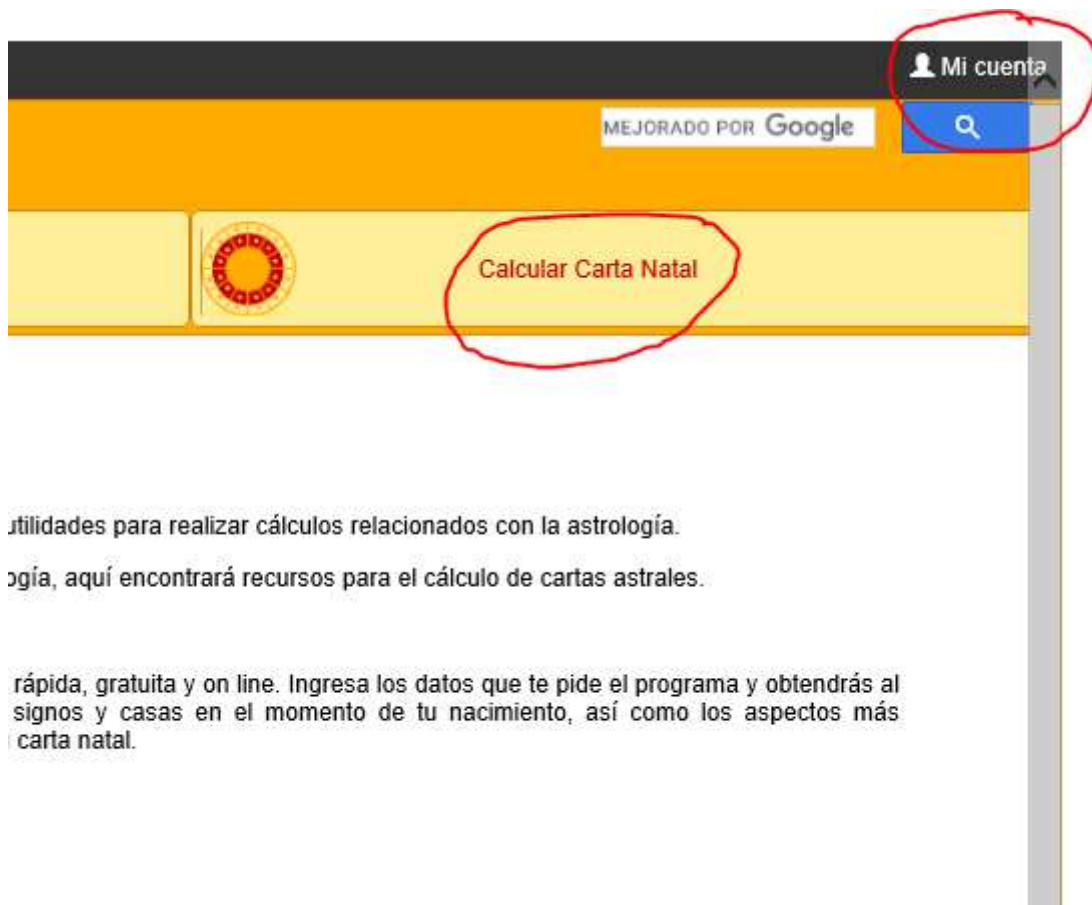 Mi cuenta
MEJORADO POR Google
Calcular Carta Natal
utilidades para realizar cálculos relacionados con la astrología.
ogía, aquí encontrará recursos para el cálculo de cartas astrales.
rápida, gratuita y on line. Ingresa los datos que te pide el programa y obtendrás al
signos y casas en el momento de tu nacimiento, así como los aspectos más
carta natal.